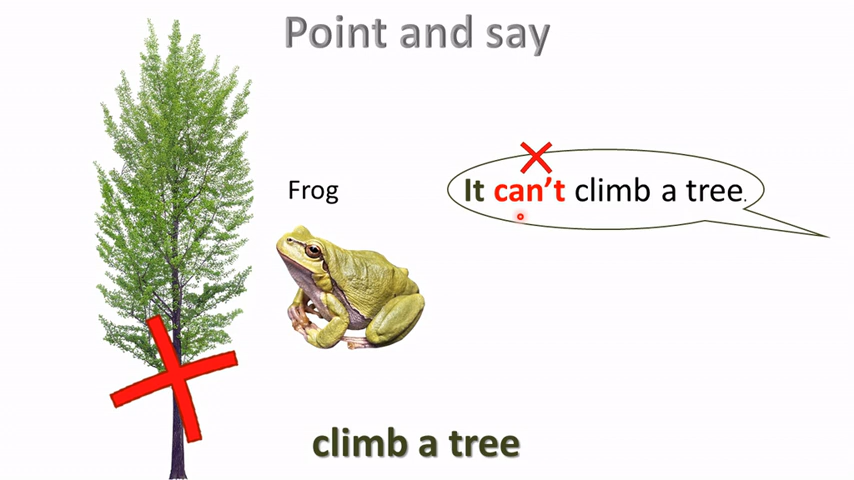 Point and say
Frog
It can't climb a tree.
climb a tree